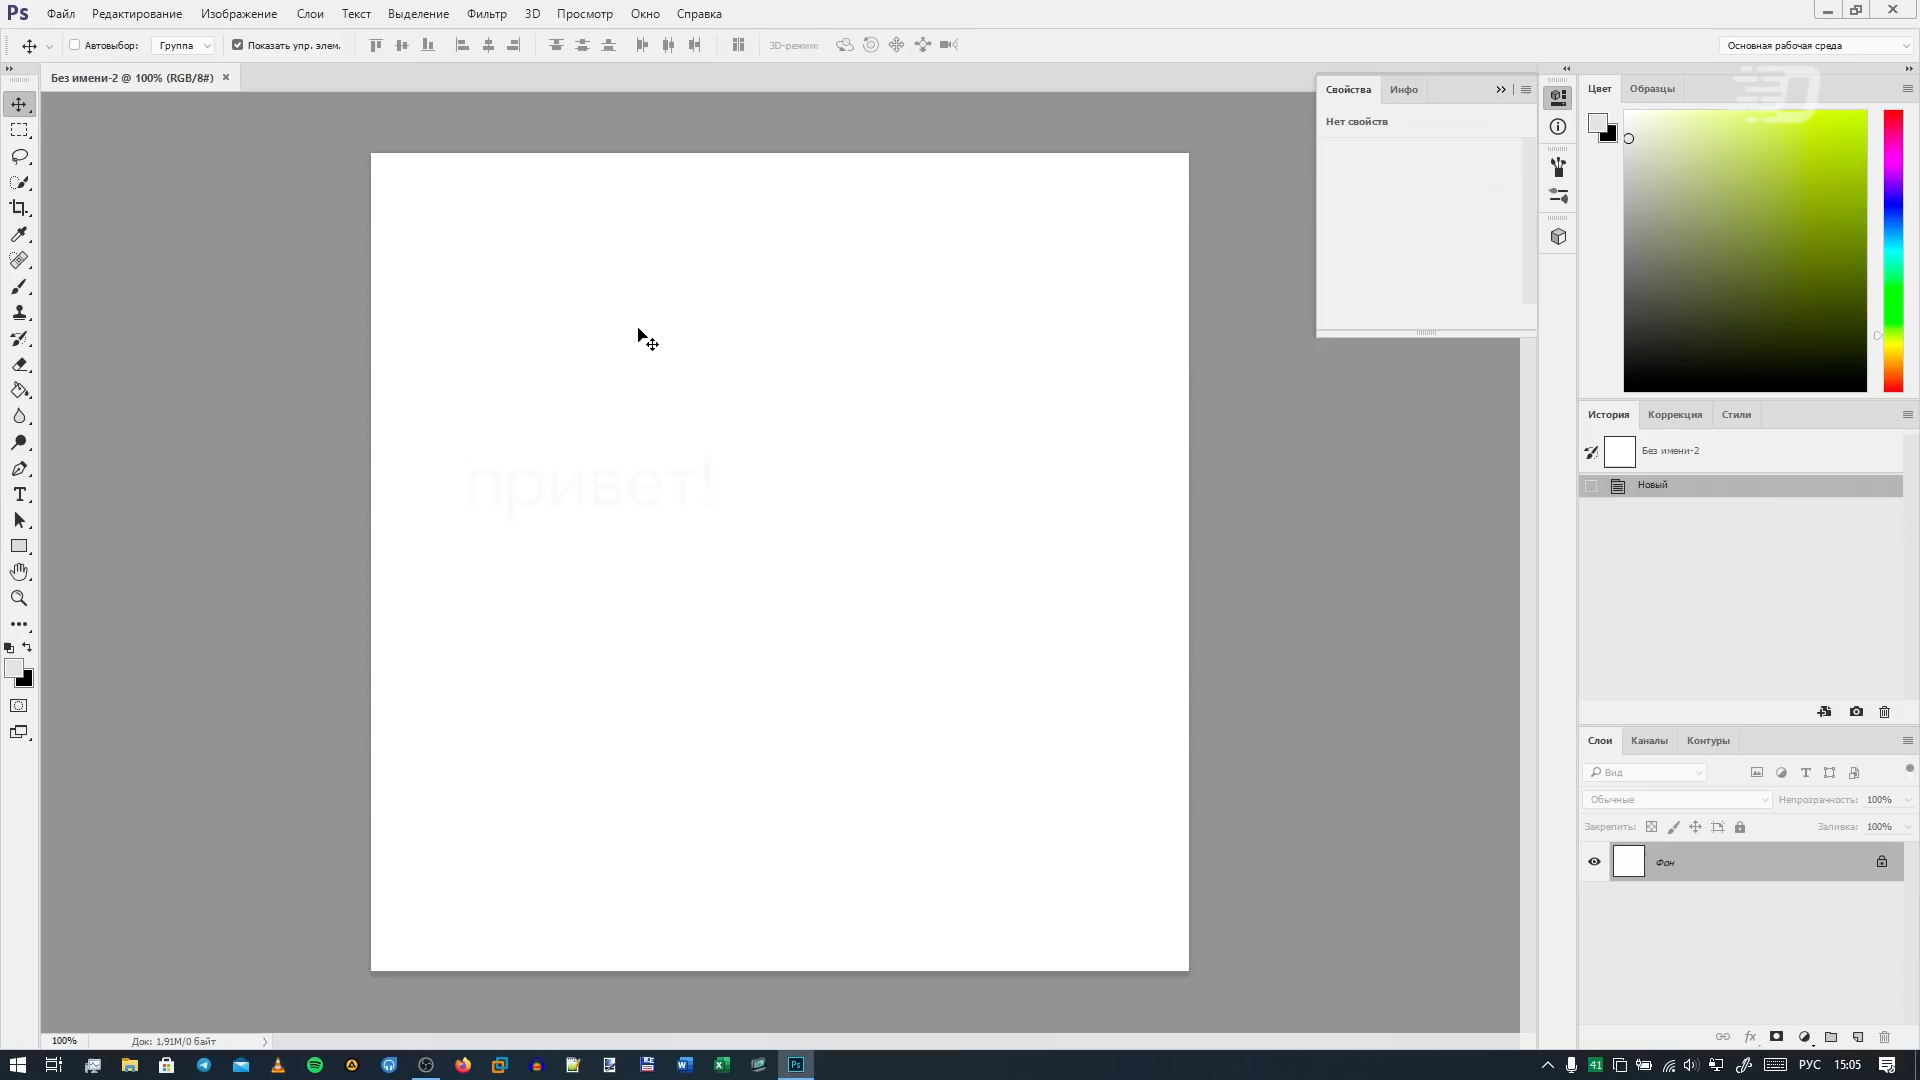 Ps Файл Редактирование Изображение Слои Текст Выделение Фильтр 3D Просмотр Окно Справка
Автовыбор: Группа Показать упр. элем. 3D-режим: Основная рабочая среда
Без имени-2 @ 100% (RGB/8#) ×
Свойства Инфо
Нет свойств
Цвет Образцы
привет!
История Коррекция Стили
Без имени-2
Новый
Слои Каналы Контуры
Вид
Обычные Непрозрачность: 100%
Закрепить: Заливка: 100%
Фон
fx
100% Док: 1,91M/0 байт
Ps 41 РУС 15:05